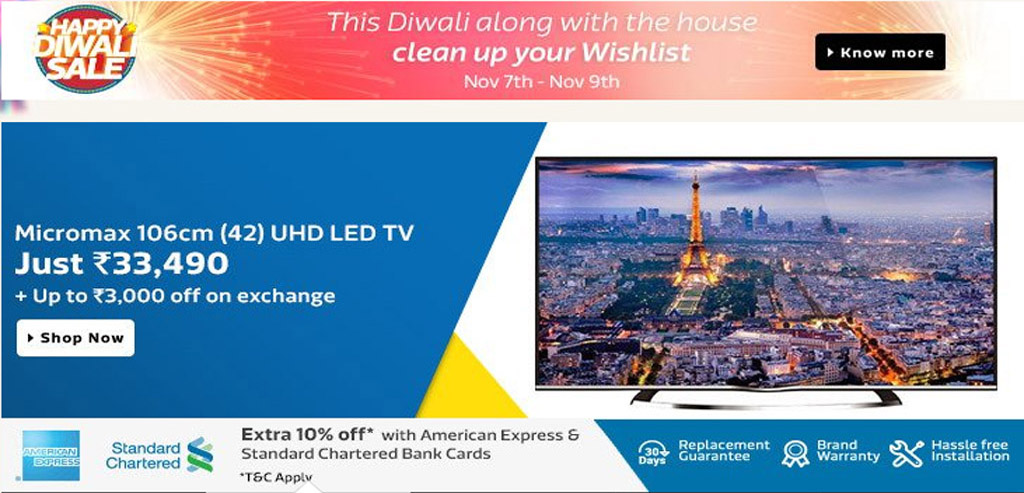 HAPPY
DIWALI
SALE
This Diwali along with the house
clean up your Wishlist
Nov 7th - Nov 9th
Know more
Micromax 106cm (42) UHD LED TV
Just ₹33,490
+ Up to ₹3,000 off on exchange
Shop Now
AMERICAN
EXPRESS
Standard
Chartered
Extra 10% off* with American Express &
Standard Chartered Bank Cards
*T&C Apply
30
Days
Replacement
Guarantee
Brand
Warranty
Hassle free
Installation